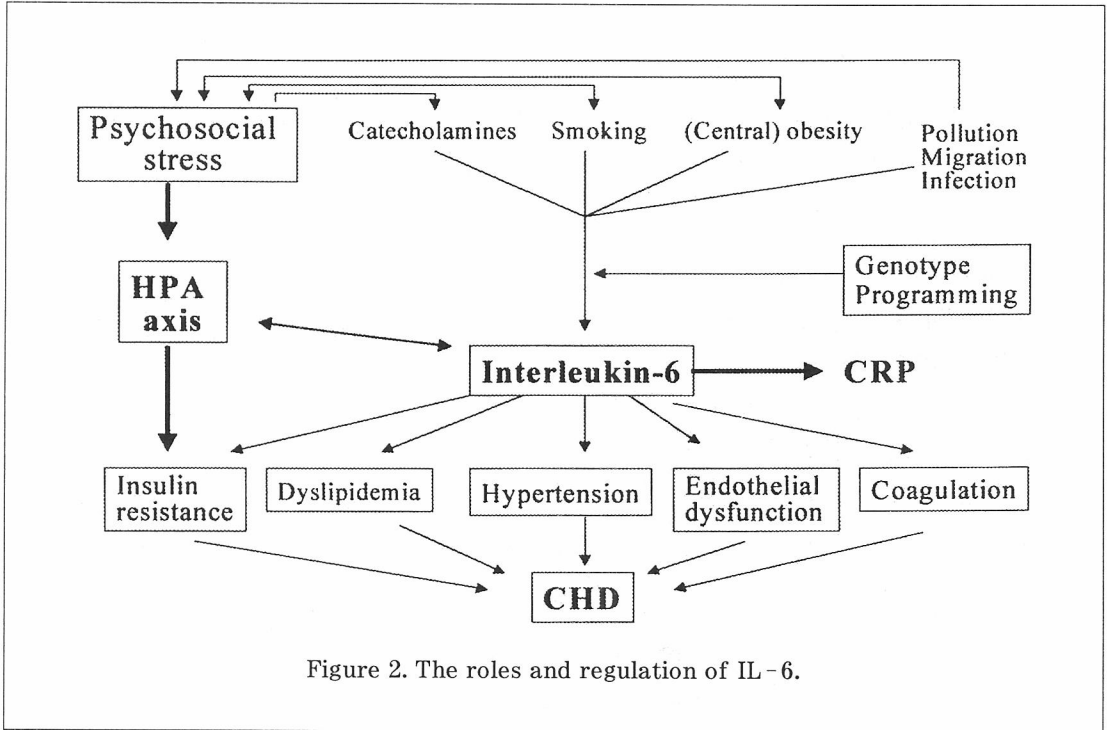 Psychosocial
stress
Catecholamines
Smoking
(Central) obesity
Pollution
Migration
Infection
HPA
axis
Genotype
Programming
Interleukin-6
CRP
Insulin
resistance
Dyslipidemia
Hypertension
Endothelial
dysfunction
Coagulation
CHD
Figure 2. The roles and regulation of IL-6.